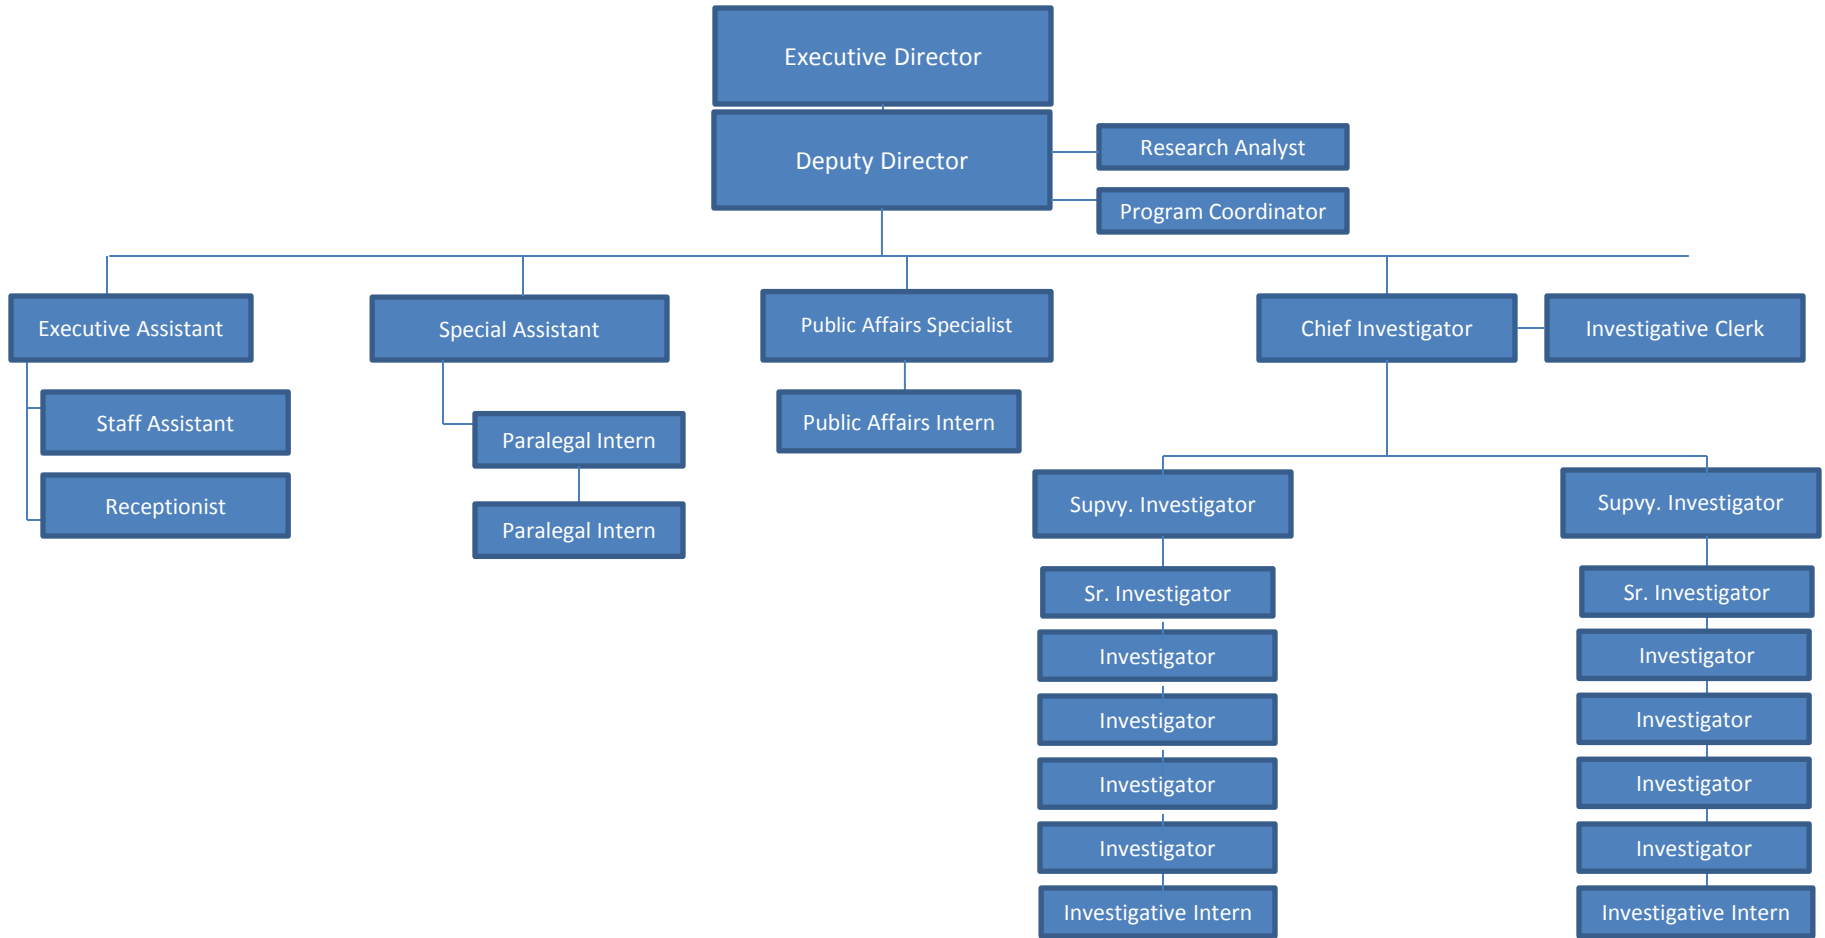 Executive Director
Deputy Director
Research Analyst
Program Coordinator
Executive Assistant
Special Assistant
Public Affairs Specialist
Chief Investigator
Investigative Clerk
Staff Assistant
Receptionist
Paralegal Intern
Paralegal Intern
Public Affairs Intern
Supvy. Investigator
Sr. Investigator
Investigator
Investigator
Investigator
Investigator
Investigative Intern
Supvy. Investigator
Sr. Investigator
Investigator
Investigator
Investigator
Investigator
Investigative Intern